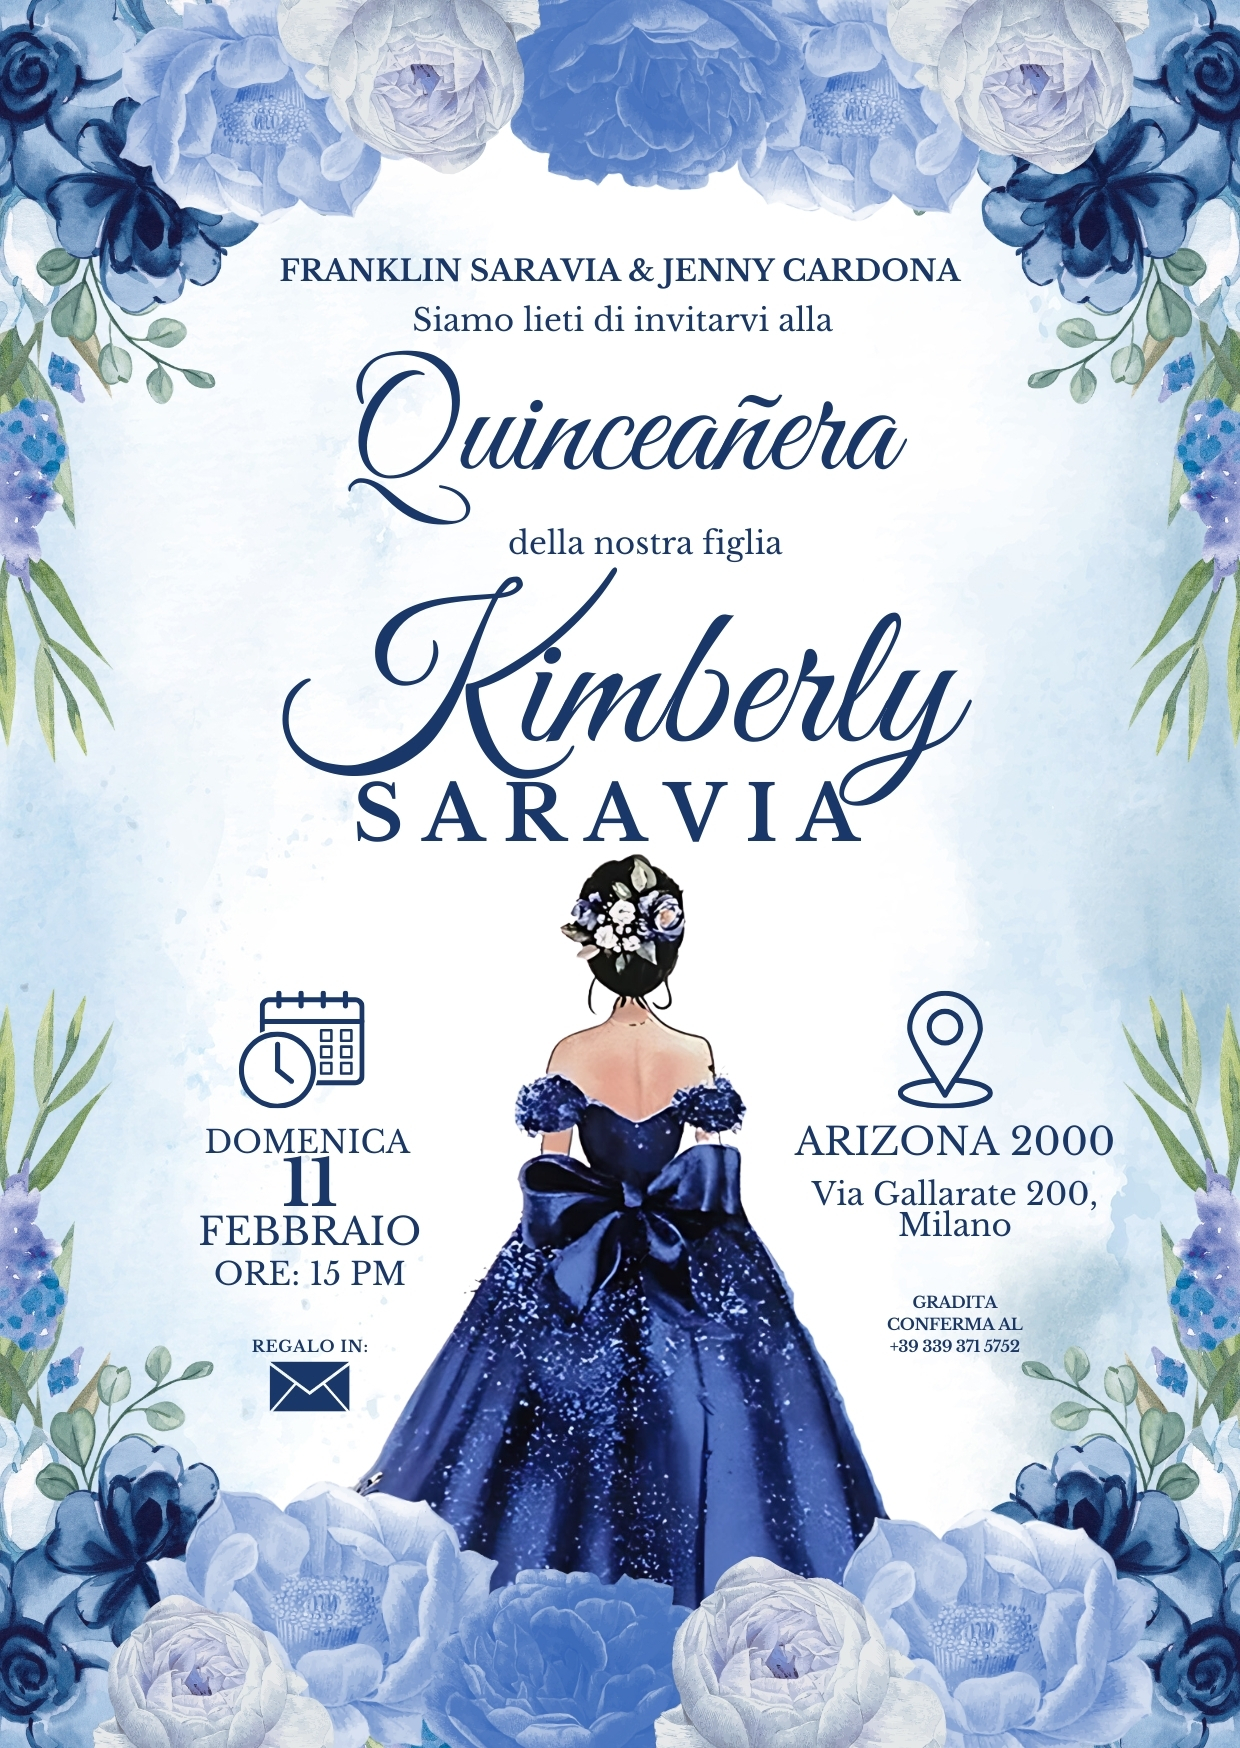 FRANKLIN SARAVIA & JENNY CARDONA
Siamo lieti di invitarvi alla
Quinceañera
della nostra figlia
Kimberly
SARAVIA
DOMENICA
11
FEBBRAIO
ORE: 15 PM
REGALO IN:
ARIZONA 2000
Via Gallarate 200,
Milano
GRADITA
CONFERMA AL
+39 339 371 5752